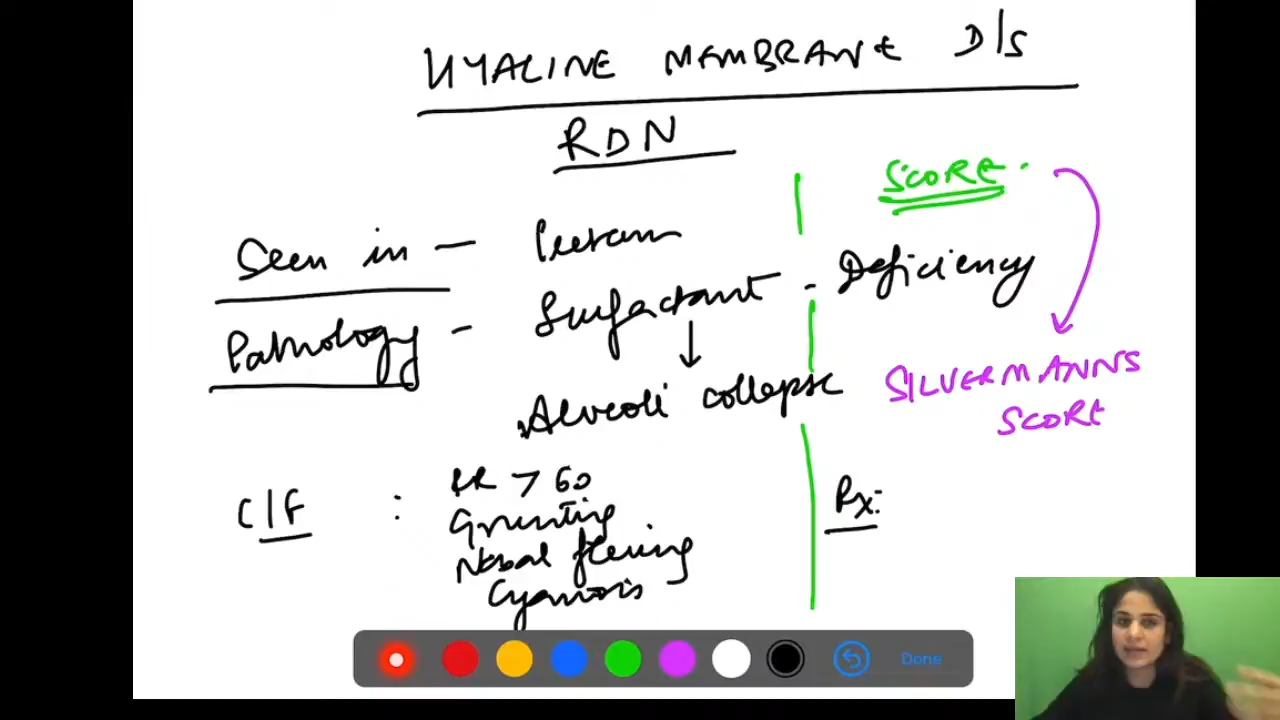 HYALINE MEMBRANE D/S
RDN
SCORE
Seen in - Preterm
Pathology - Surfactant - Deficiency
↓
Alveoli collapse
SILVERMANNS
SCORE
C/F : RR > 60
Grunting
Nasal flaring
Cyanosis
Rx:
Done